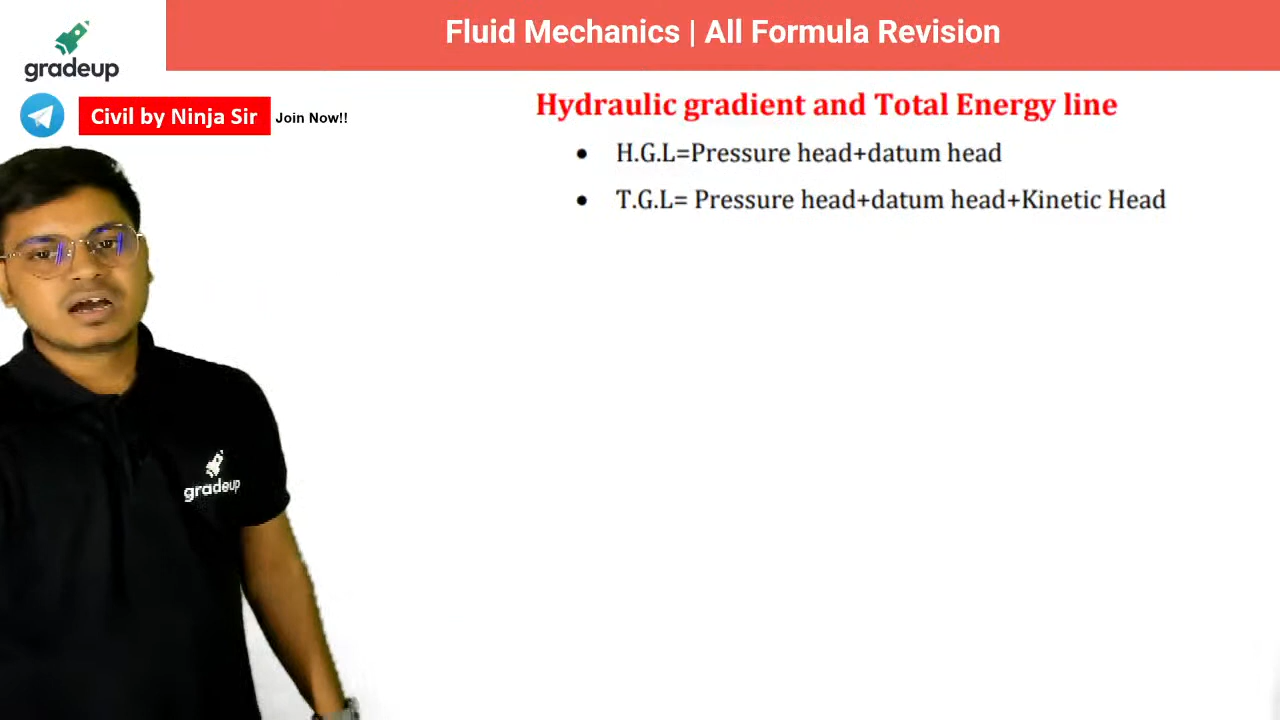 Fluid Mechanics | All Formula Revision
gradeup
Civil by Ninja Sir Join Now!!
Hydraulic gradient and Total Energy line
• H.G.L=Pressure head+datum head
• T.G.L= Pressure head+datum head+Kinetic Head
gradeup